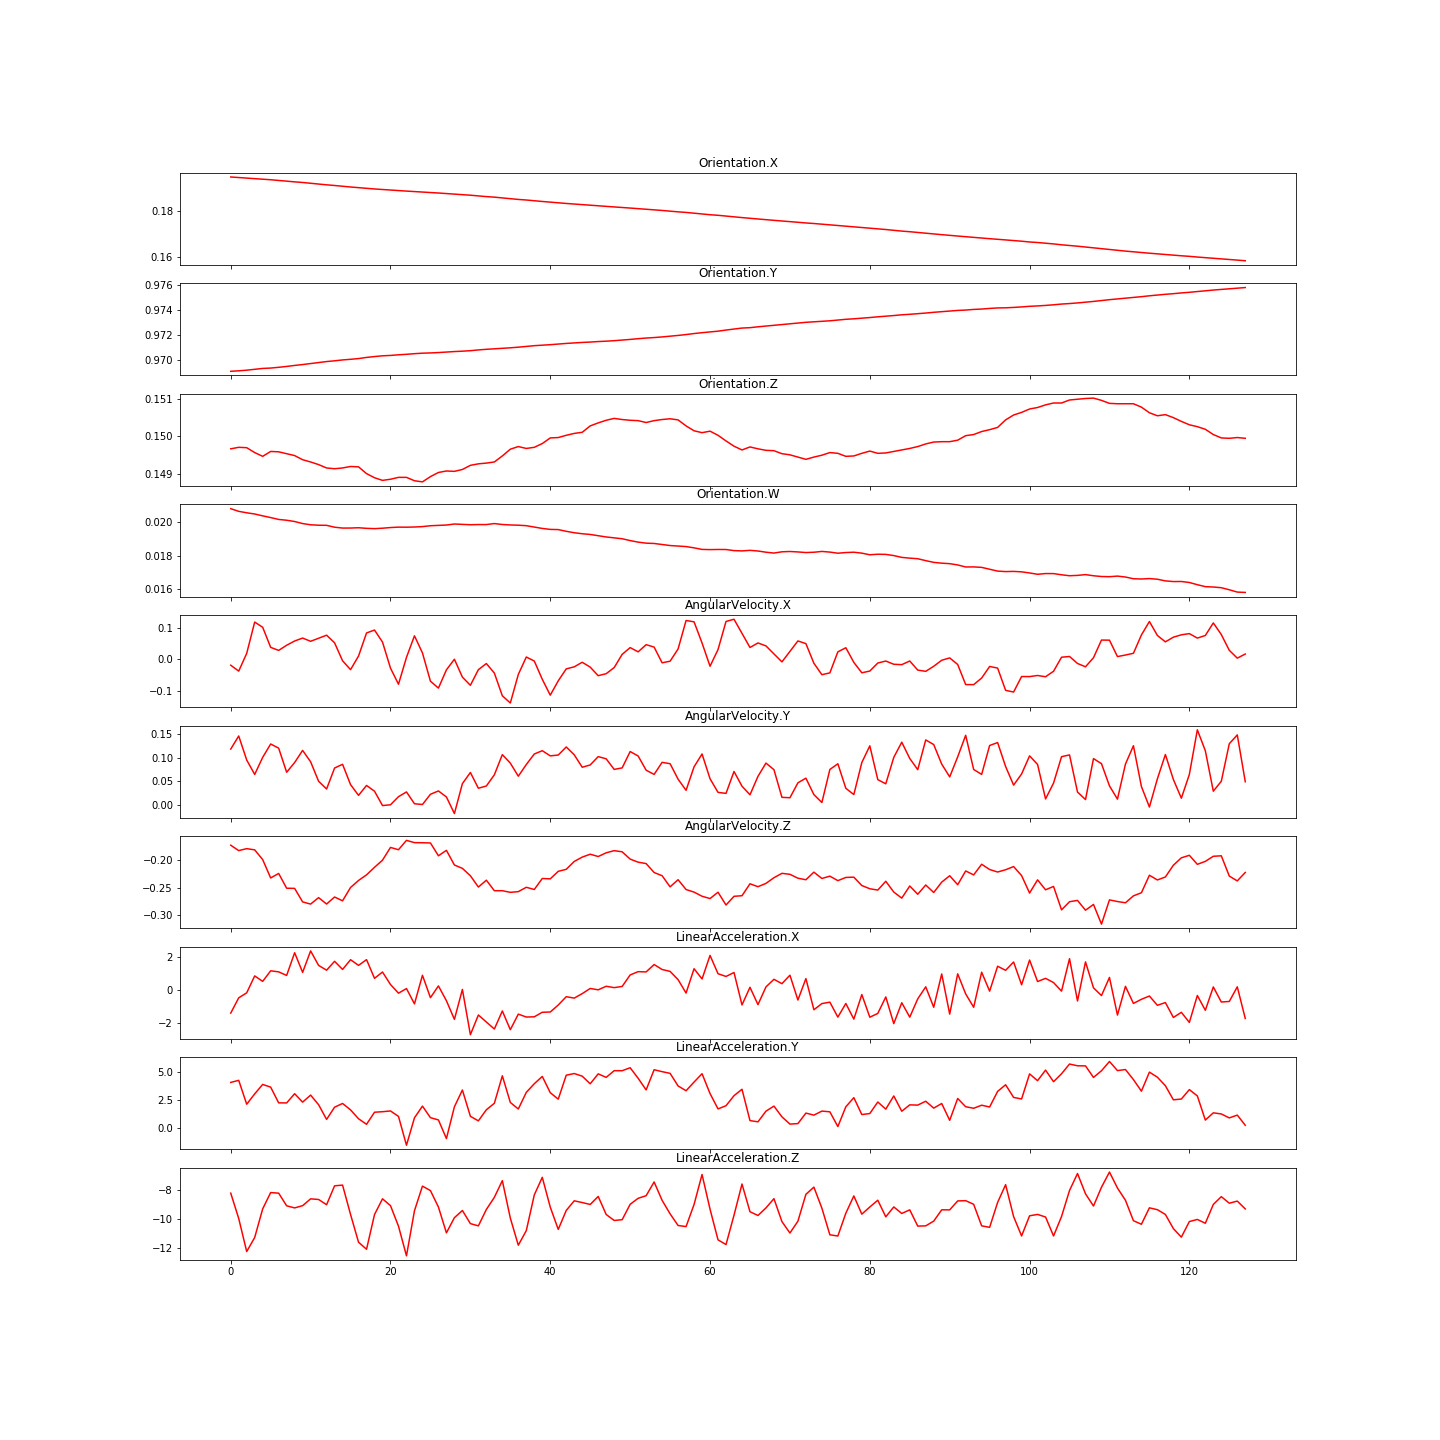 Orientation.X
0.18
0.16
Orientation.Y
0.976
0.974
0.972
0.970
Orientation.Z
0.151
0.150
0.149
Orientation.W
0.020
0.018
0.016
AngularVelocity.X
0.1
0.0
−0.1
AngularVelocity.Y
0.15
0.10
0.05
0.00
AngularVelocity.Z
−0.20
−0.25
−0.30
LinearAcceleration.X
2
0
−2
LinearAcceleration.Y
5.0
2.5
0.0
LinearAcceleration.Z
−8
−10
−12
0 20 40 60 80 100 120